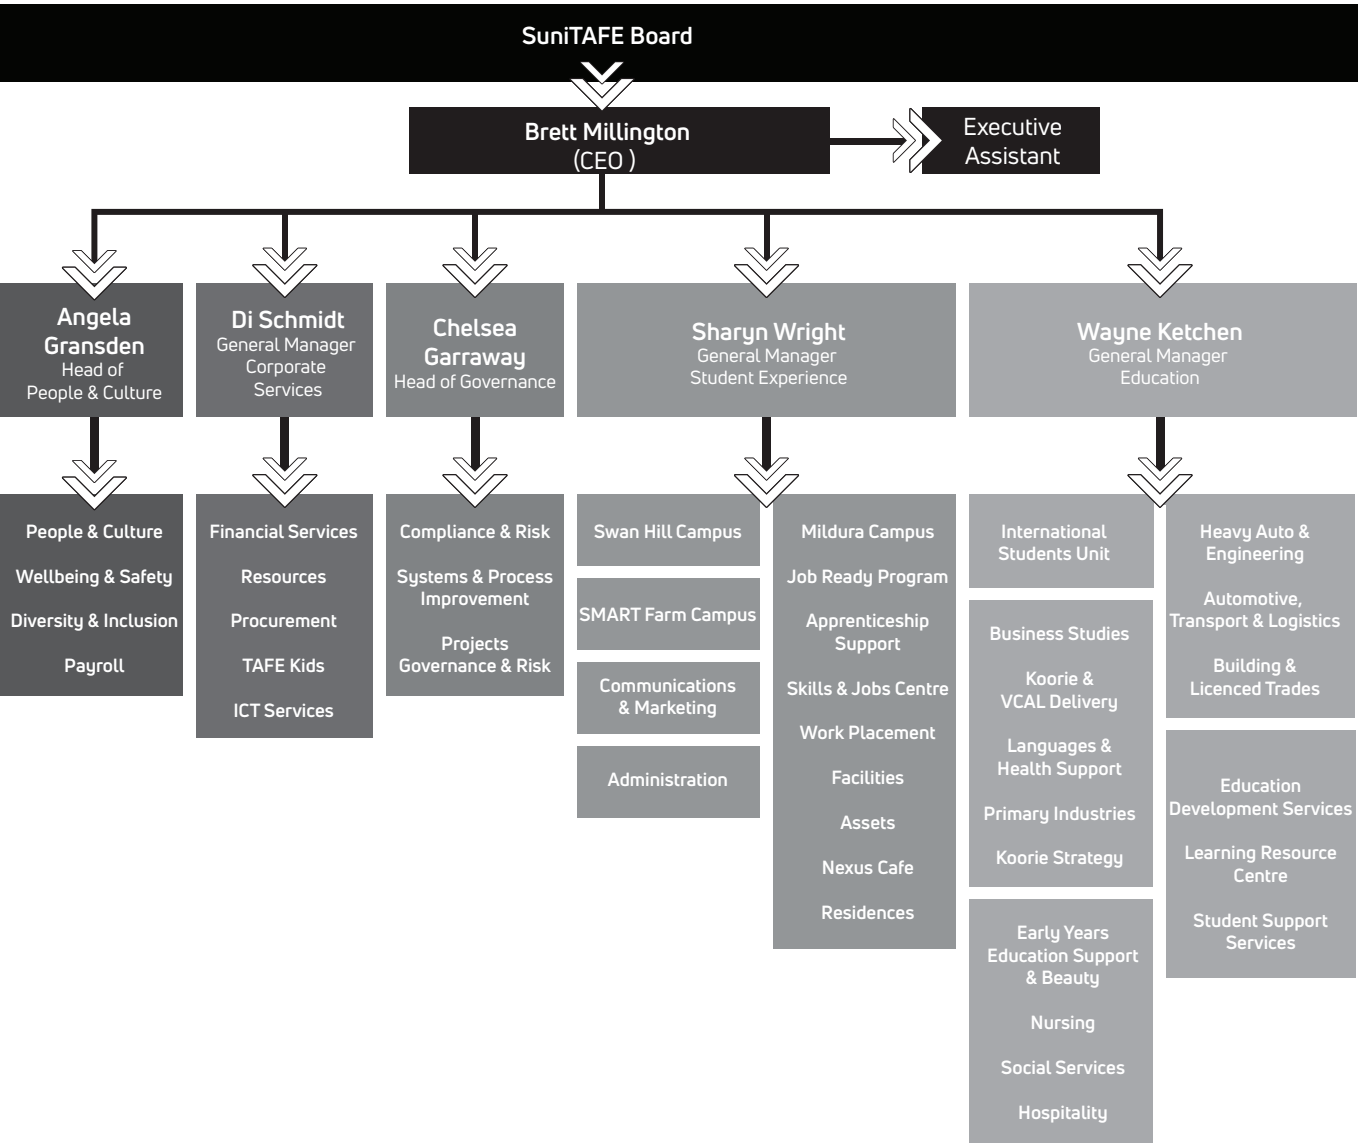 SuniTAFE Board
Brett Millington
(CEO )
Executive
Assistant
Angela
Gransden
Head of
People & Culture
Di Schmidt
General Manager
Corporate
Services
Chelsea
Garraway
Head of Governance
Sharyn Wright
General Manager
Student Experience
Wayne Ketchen
General Manager
Education
People & Culture
Wellbeing & Safety
Diversity & Inclusion
Payroll
Financial Services
Resources
Procurement
TAFE Kids
ICT Services
Compliance & Risk
Systems & Process
Improvement
Projects
Governance & Risk
Swan Hill Campus
SMART Farm Campus
Communications
& Marketing
Administration
Mildura Campus
Job Ready Program
Apprenticeship
Support
Skills & Jobs Centre
Work Placement
Facilities
Assets
Nexus Cafe
Residences
International
Students Unit
Business Studies
Koorie &
VCAL Delivery
Languages &
Health Support
Primary Industries
Koorie Strategy
Early Years
Education Support
& Beauty
Nursing
Social Services
Hospitality
Heavy Auto &
Engineering
Automotive,
Transport & Logistics
Building &
Licenced Trades
Education
Development Services
Learning Resource
Centre
Student Support
Services